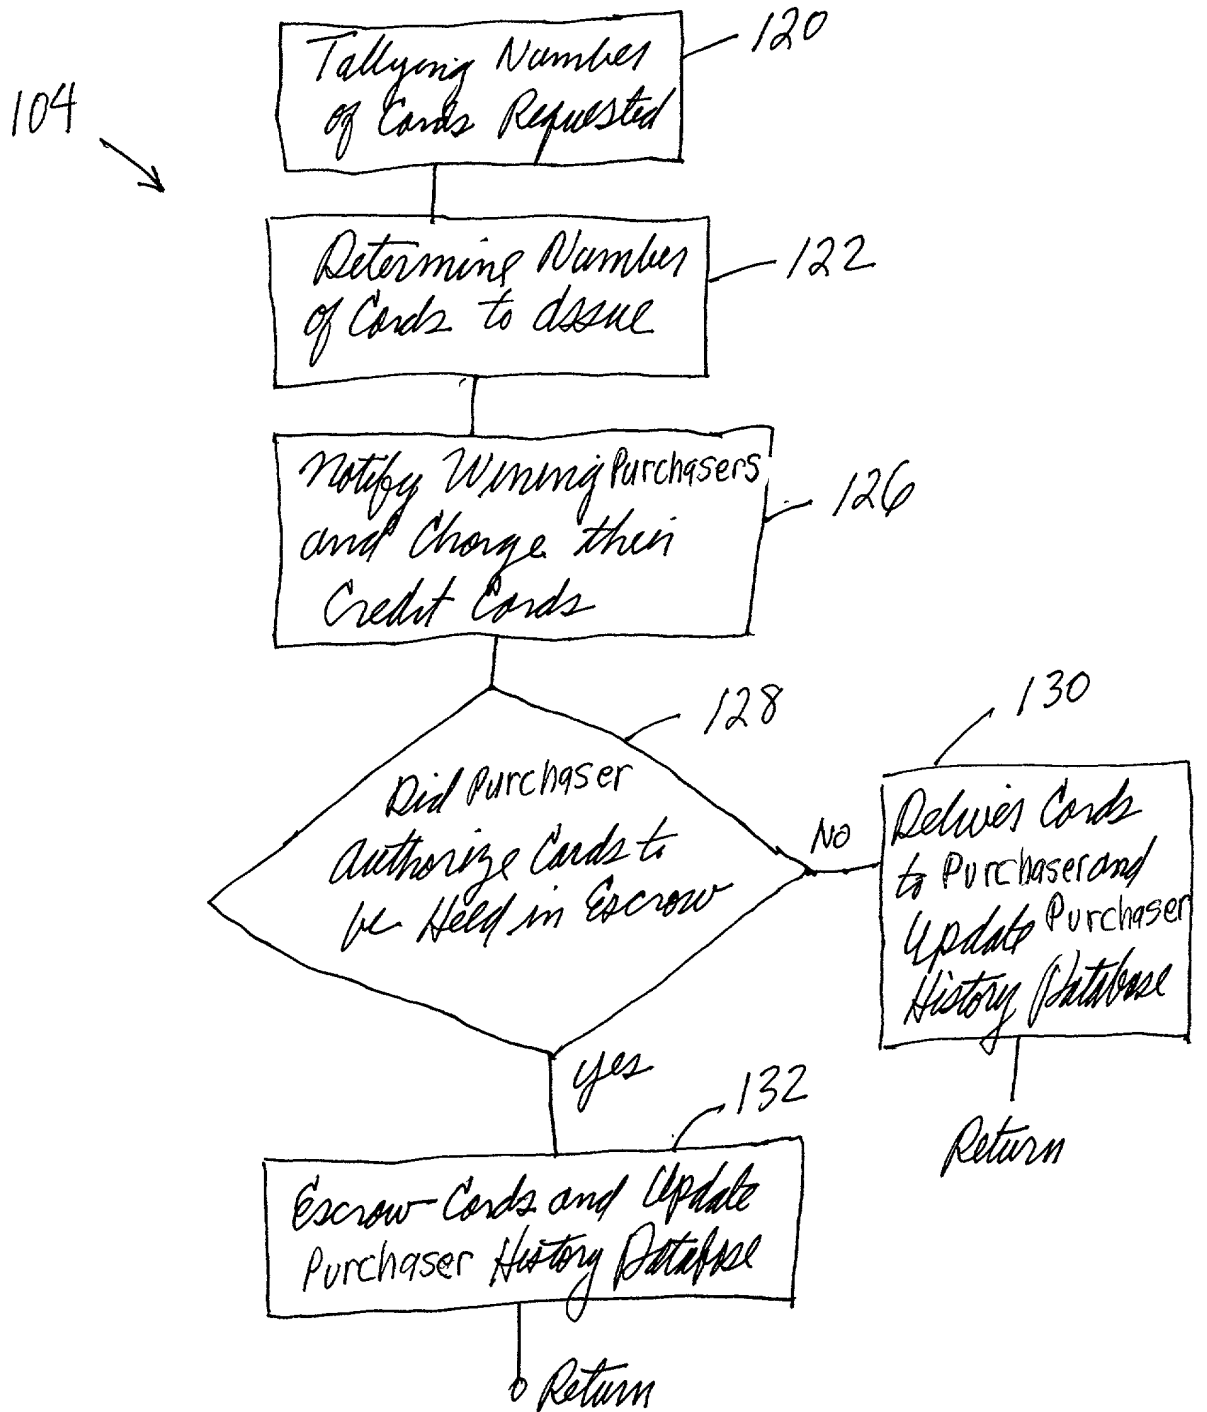 120
Tallying Number
of Cards Requested
104
122
Determine Number
of Cards to Issue
126
Notify Wining Purchasers
and Charge their
Credit Cards
128
Did Purchaser
Authorize Cards to
be Held in Escrow
No
130
Deliver Cards
to Purchaser and
Update Purchaser
History Database
Return
yes
132
Escrow Cards and Update
Purchaser History Database
Return